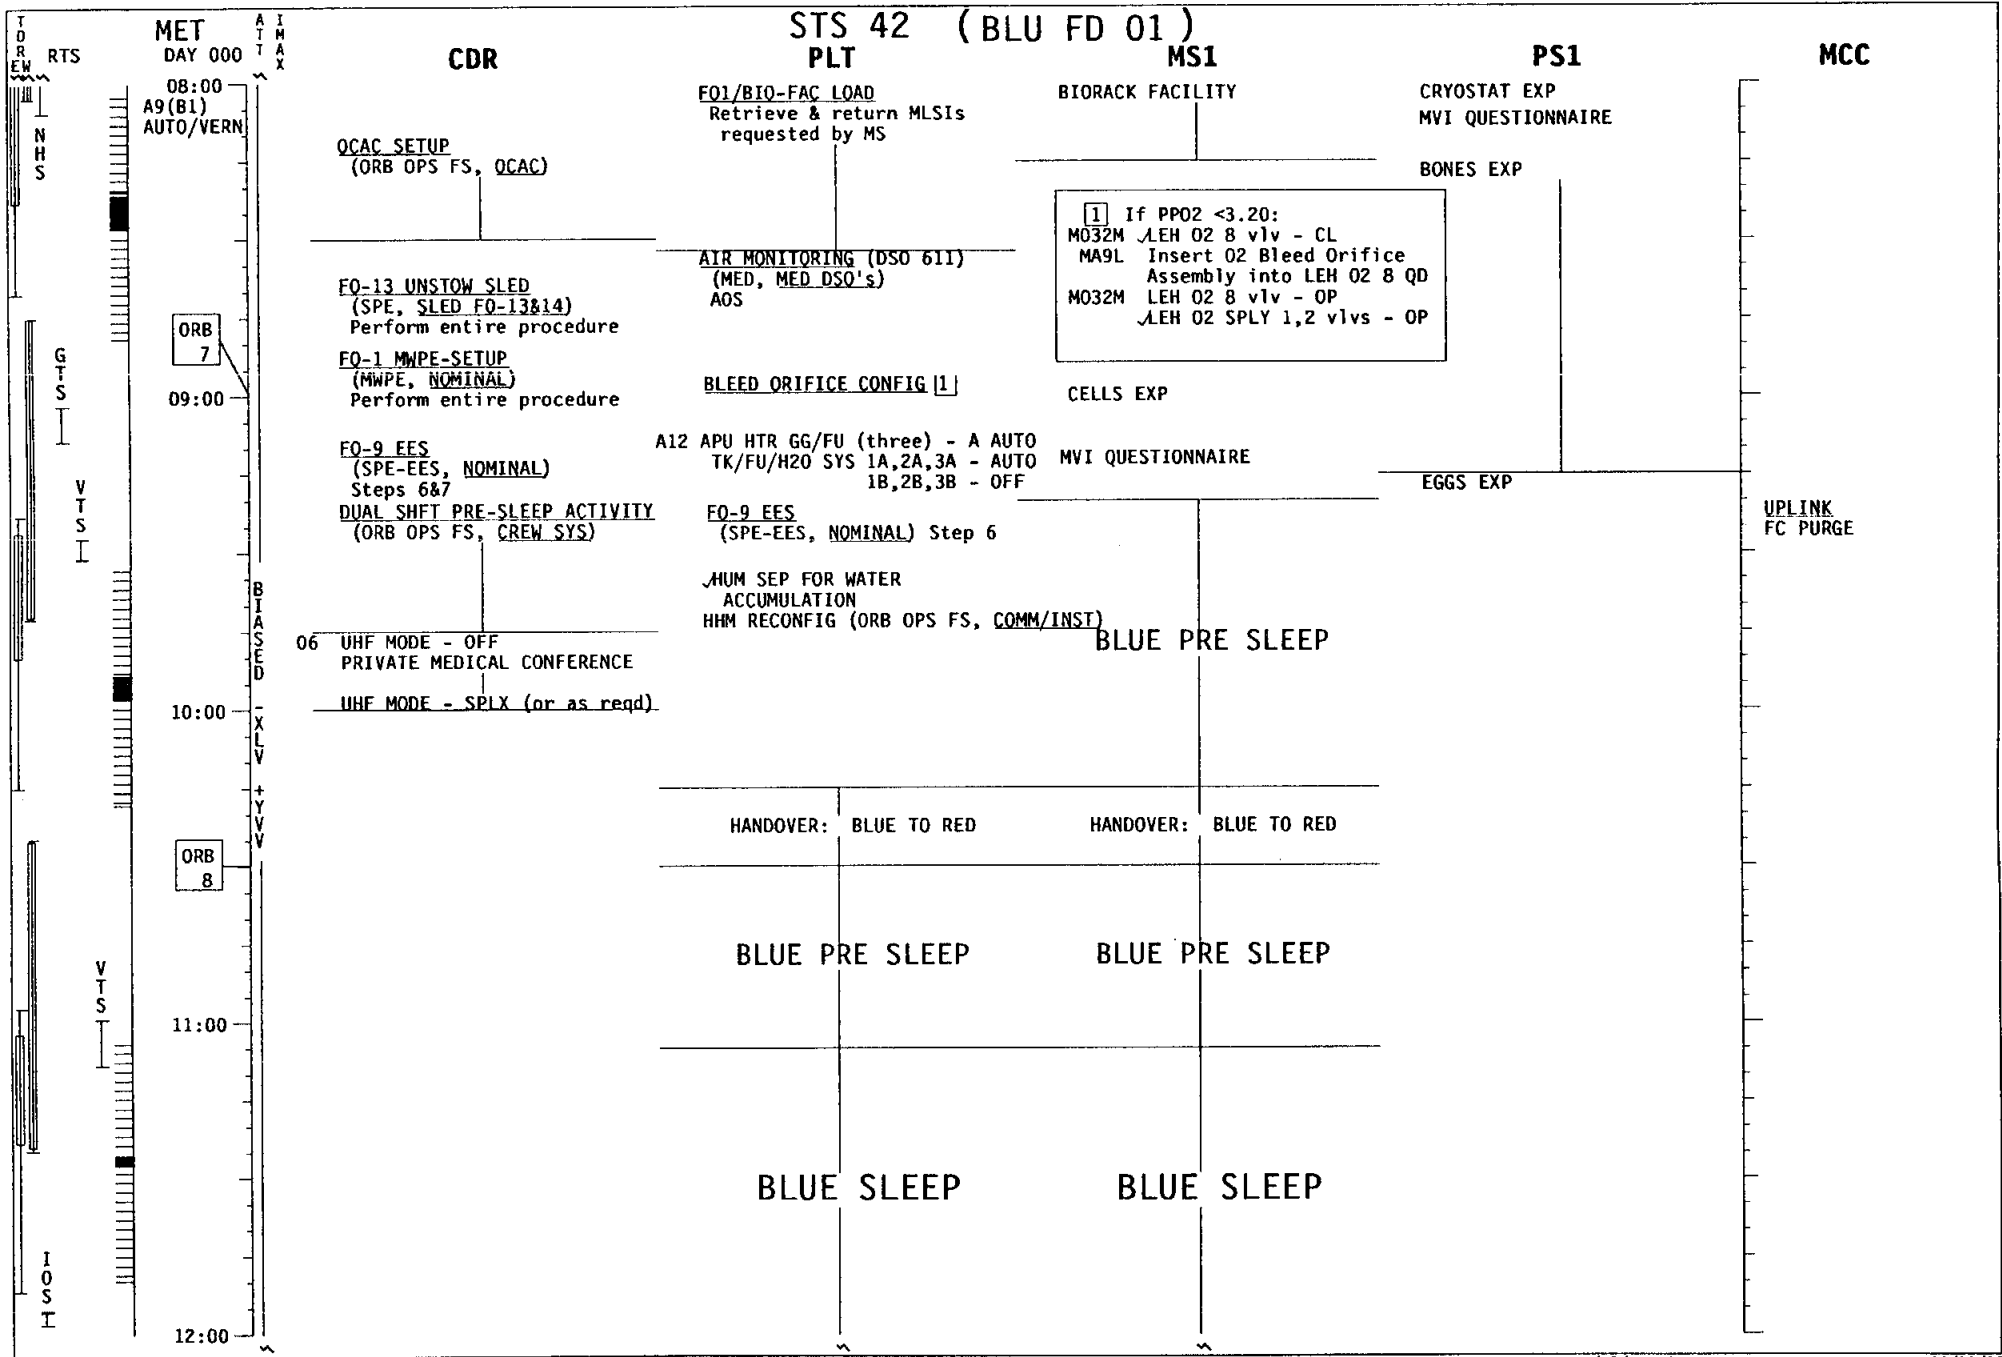 STS 42 (BLU FD 01)
TDRE EW
RTS
MET
DAY 000
ATT
IMAX
CDR
PLT
MS1
PS1
MCC
08:00
A9(B1)
AUTO/VERN
NHS
ORB
7
GTS
09:00
VTS
BIASED -XLV +YVV
10:00
ORB
8
VTS
11:00
IOS
12:00
OCAC SETUP
(ORB OPS FS, OCAC)
FO-13 UNSTOW SLED
(SPE, SLED FO-13&14)
Perform entire procedure
FO-1 MWPE-SETUP
(MWPE, NOMINAL)
Perform entire procedure
FO-9 EES
(SPE-EES, NOMINAL)
Steps 6&7
DUAL SHFT PRE-SLEEP ACTIVITY
(ORB OPS FS, CREW SYS)
06 UHF MODE - OFF
PRIVATE MEDICAL CONFERENCE
UHF MODE - SPLX (or as reqd)
FO1/BIO-FAC LOAD
Retrieve & return MLSIs
requested by MS
AIR MONITORING (DSO 611)
(MED, MED DSO's)
AOS
BLEED ORIFICE CONFIG 1
A12 APU HTR GG/FU (three) - A AUTO
TK/FU/H2O SYS 1A,2A,3A - AUTO
1B,2B,3B - OFF
FO-9 EES
(SPE-EES, NOMINAL) Step 6
✓HUM SEP FOR WATER
ACCUMULATION
HHM RECONFIG (ORB OPS FS, COMM/INST)
HANDOVER: BLUE TO RED
BLUE PRE SLEEP
BLUE SLEEP
BIORACK FACILITY
1 If PPO2 <3.20:
MO32M ✓LEH O2 8 vlv - CL
MA9L Insert O2 Bleed Orifice
Assembly into LEH O2 8 QD
MO32M LEH O2 8 vlv - OP
✓LEH O2 SPLY 1,2 vlvs - OP
CELLS EXP
MVI QUESTIONNAIRE
BLUE PRE SLEEP
HANDOVER: BLUE TO RED
BLUE PRE SLEEP
BLUE SLEEP
CRYOSTAT EXP
MVI QUESTIONNAIRE
BONES EXP
EGGS EXP
UPLINK
FC PURGE